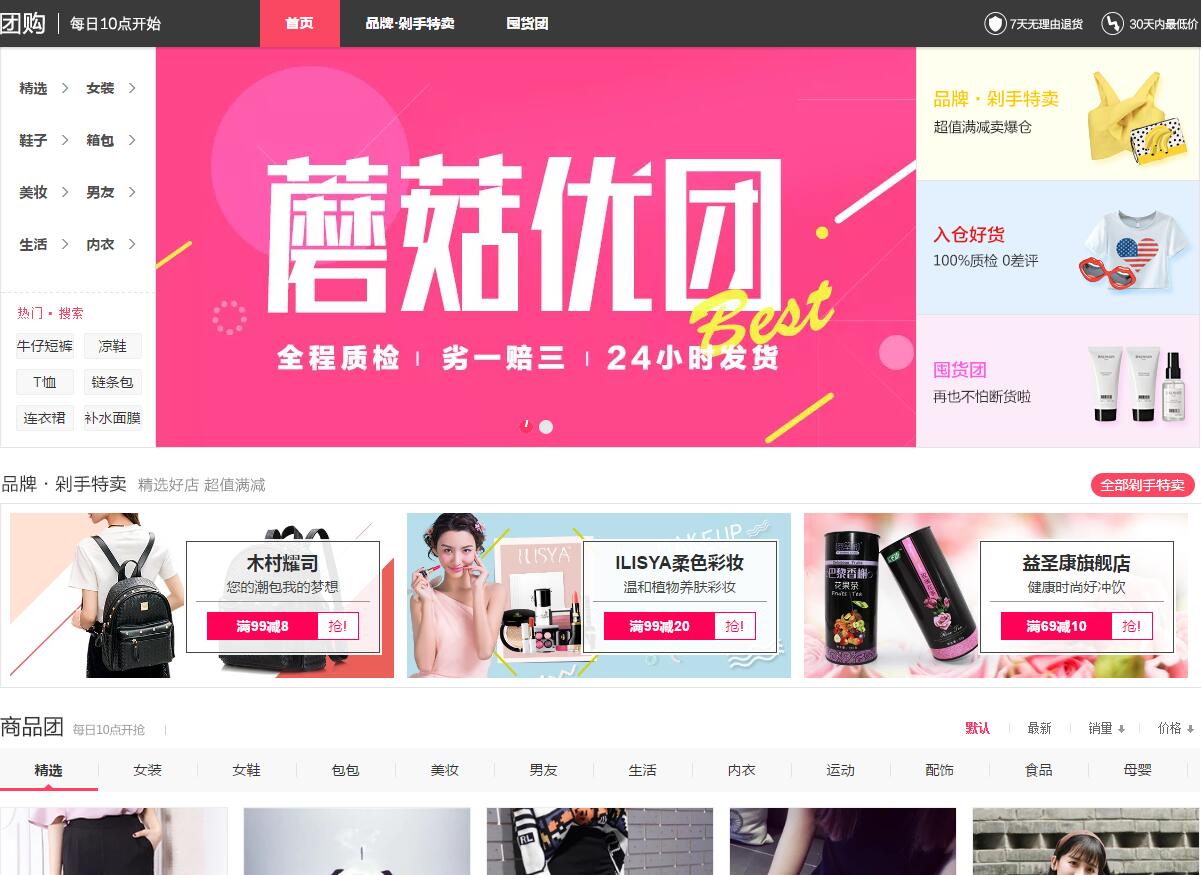 团购 每日10点开始 首页 品牌·剁手特卖 囤货团 7天无理由退货 30天内最低价
精选 女装
鞋子 箱包
美妆 男友
生活 内衣
热门·搜索
牛仔短裤 凉鞋
T恤 链条包
连衣裙 补水面膜
蘑菇优团
Best
全程质检 劣一赔三 24小时发货
品牌·剁手特卖
超值满减卖爆仓
入仓好货
100%质检 0差评
囤货团
再也不怕断货啦
品牌·剁手特卖 精选好店 超值满减 全部剁手特卖
木村耀司
您的潮包我的梦想
满99减8 抢!
MAKEUP
ILISYA
ILISYA柔色彩妆
温和植物养肤彩妆
满99减20 抢!
巴黎香榭
花果茶
Fruits Tea
益圣康旗舰店
健康时尚好冲饮
满69减10 抢!
商品团 每日10点开抢 默认 最新 销量 价格
精选 女装 女鞋 包包 美妆 男友 生活 内衣 运动 配饰 食品 母婴
RL